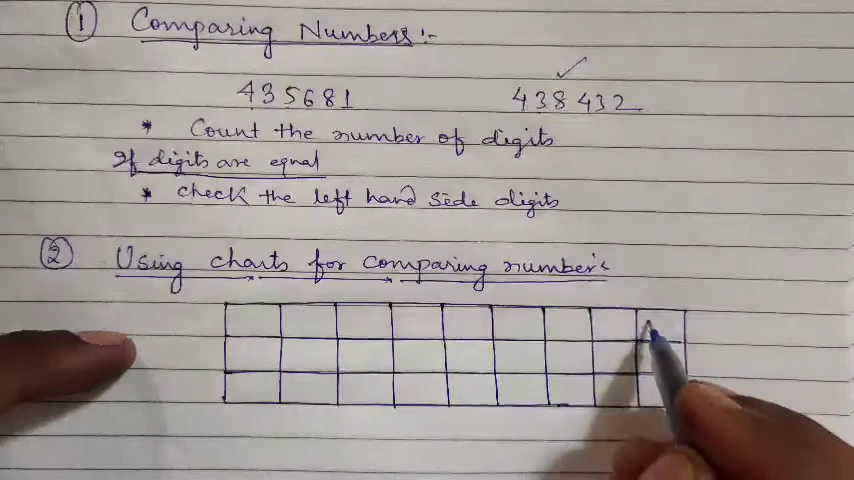 ① Comparing Numbers:-
435681 438432
* Count the number of digits
If digits are equal
* check the left hand side digits
② Using charts for comparing number's